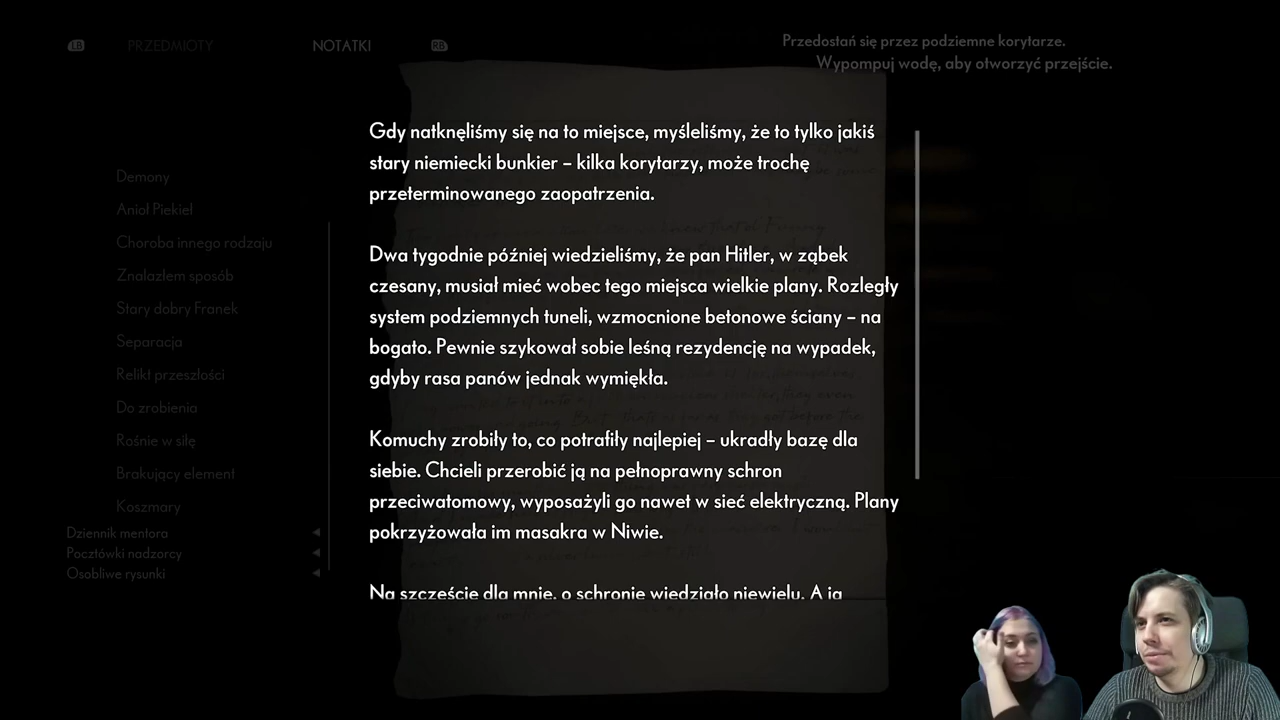 LB PRZEDMIOTY NOTATKI RB
Przedostań się przez podziemne korytarze.
Wypompuj wodę, aby otworzyć przejście.
Demony
Anioł Piekieł
Choroba innego rodzaju
Znalazłem sposób
Stary dobry Franek
Separacja
Relikt przeszłości
Do zrobienia
Rośnie w siłę
Brakujący element
Koszmary
Dziennik mentora
Pocztówki nadzorcy
Osobliwe rysunki
Gdy natknęliśmy się na to miejsce, myśleliśmy, że to tylko jakiś
stary niemiecki bunkier – kilka korytarzy, może trochę
przeterminowanego zaopatrzenia.
Dwa tygodnie później wiedzieliśmy, że pan Hitler, w ząbek
czesany, musiał mieć wobec tego miejsca wielkie plany. Rozległy
system podziemnych tuneli, wzmocnione betonowe ściany – na
bogato. Pewnie szykował sobie leśną rezydencję na wypadek,
gdyby rasa panów jednak wymiękła.
Komuchy zrobiły to, co potrafiły najlepiej – ukradły bazę dla
siebie. Chcieli przerobić ją na pełnoprawny schron
przeciwatomowy, wyposażyli go nawet w sieć elektryczną. Plany
pokrzyżowała im masakra w Niwie.
Na szczęście dla mnie, o schronie wiedziało niewielu. A ja